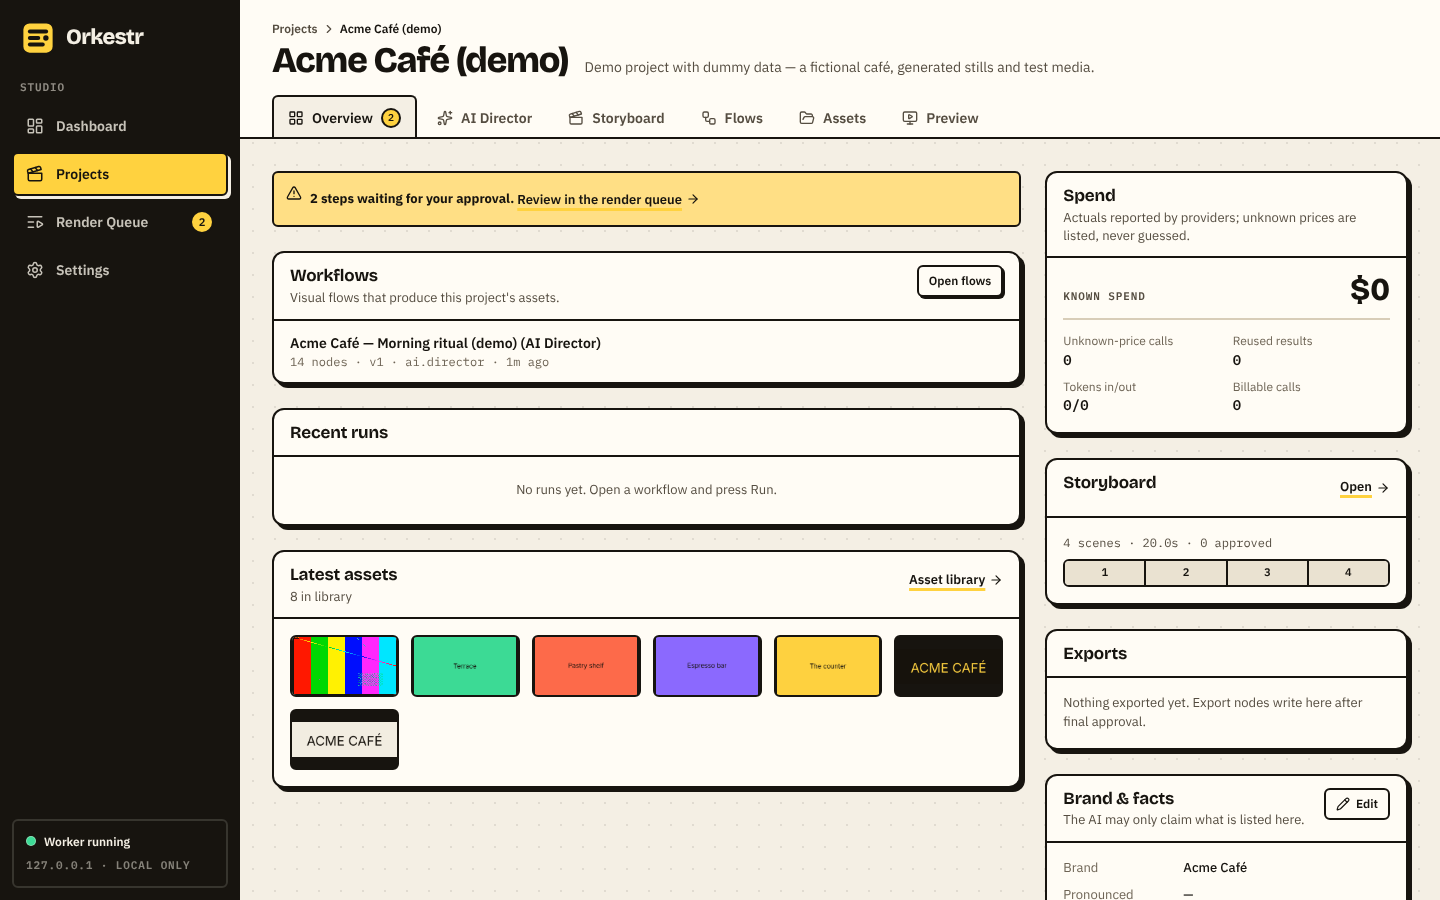 Orkestr
STUDIO
Dashboard
Projects
Render Queue
2
Settings
Worker running
127.0.0.1 · LOCAL ONLY
Projects
Acme Café (demo)
Acme Café (demo)
Demo project with dummy data — a fictional café, generated stills and test media.
Overview
2
AI Director
Storyboard
Flows
Assets
Preview
2 steps waiting for your approval. Review in the render queue →
Workflows
Visual flows that produce this project's assets.
Open flows
Acme Café — Morning ritual (demo) (AI Director)
14 nodes · v1 · ai.director · 1m ago
Recent runs
No runs yet. Open a workflow and press Run.
Latest assets
8 in library
Asset library →
Terrace
Pastry shelf
Espresso bar
The counter
ACME CAFÉ
ACME CAFÉ
Spend
Actuals reported by providers; unknown prices are
listed, never guessed.
KNOWN SPEND
$0
Unknown-price calls
0
Reused results
0
Tokens in/out
0/0
Billable calls
0
Storyboard
Open →
4 scenes · 20.0s · 0 approved
1
2
3
4
Exports
Nothing exported yet. Export nodes write here after
final approval.
Brand & facts
The AI may only claim what is listed here.
Edit
Brand
Acme Café
Pronounced
—